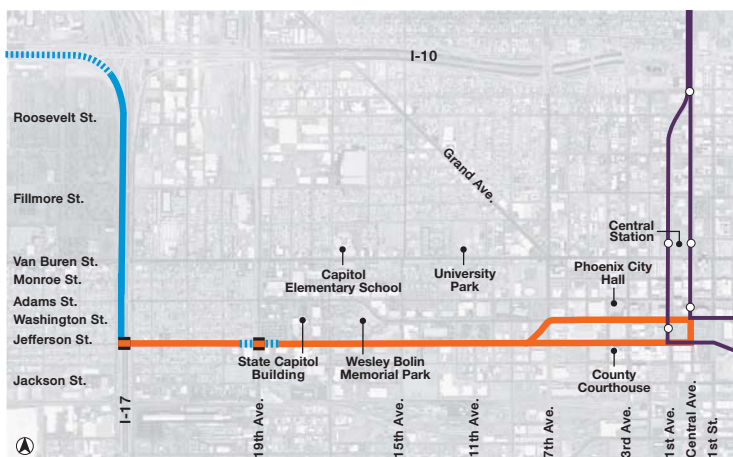 I-10
Roosevelt St.
Grand Ave.
Fillmore St.
Central
Station
Van Buren St.
Monroe St.
Adams St.
Washington St.
Jefferson St.
Jackson St.
Capitol
Elementary School
University
Park
Phoenix City
Hall
State Capitol
Building
Wesley Bolin
Memorial Park
County
Courthouse
I-17
19th Ave.
15th Ave.
11th Ave.
7th Ave.
3rd Ave.
1st Ave.
Central Ave.
1st St.